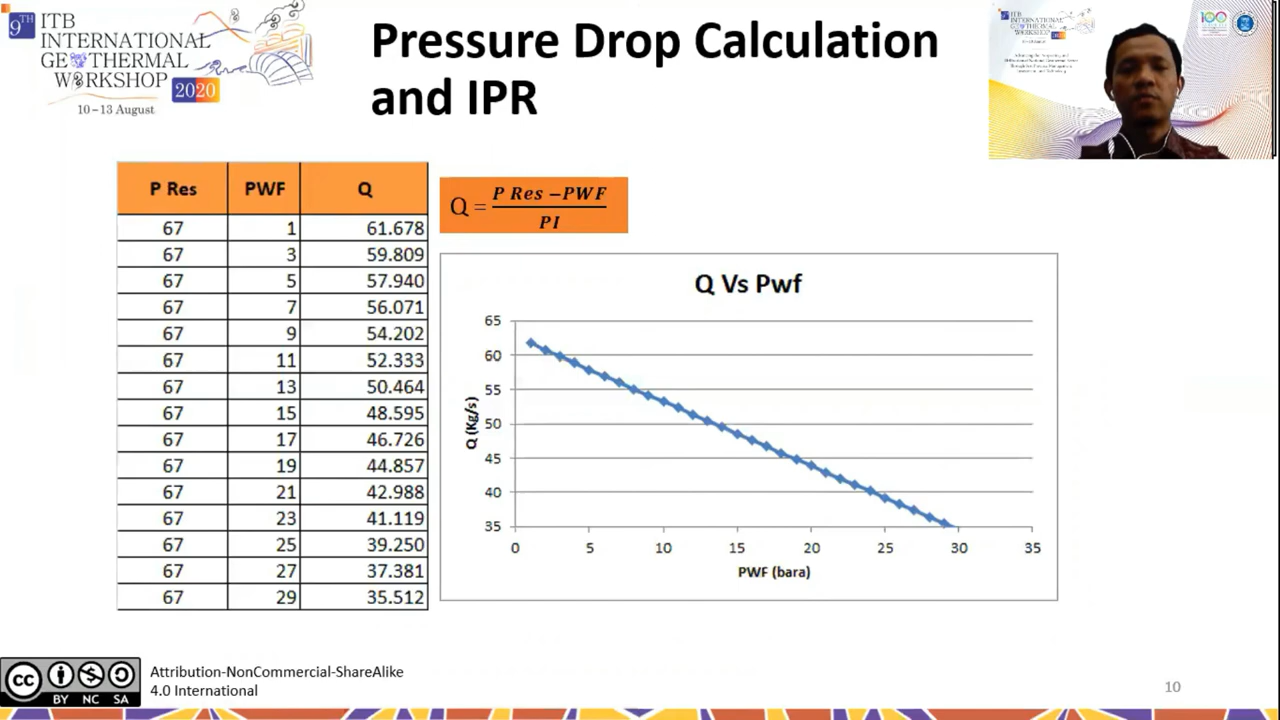 9TH
ITB
INTERNATIONAL
GEOTHERMAL
WORKSHOP
2020
10 – 13 August
Pressure Drop Calculation
and IPR
P Res PWF Q
67 1 61.678
67 3 59.809
67 5 57.940
67 7 56.071
67 9 54.202
67 11 52.333
67 13 50.464
67 15 48.595
67 17 46.726
67 19 44.857
67 21 42.988
67 23 41.119
67 25 39.250
67 27 37.381
67 29 35.512
Q = P Res –PWF
PI
Q Vs Pwf
65
60
55
50
45
40
35
Q (Kg/s)
0 5 10 15 20 25 30 35
PWF (bara)
cc BY NC SA
Attribution-NonCommercial-ShareAlike
4.0 International
10